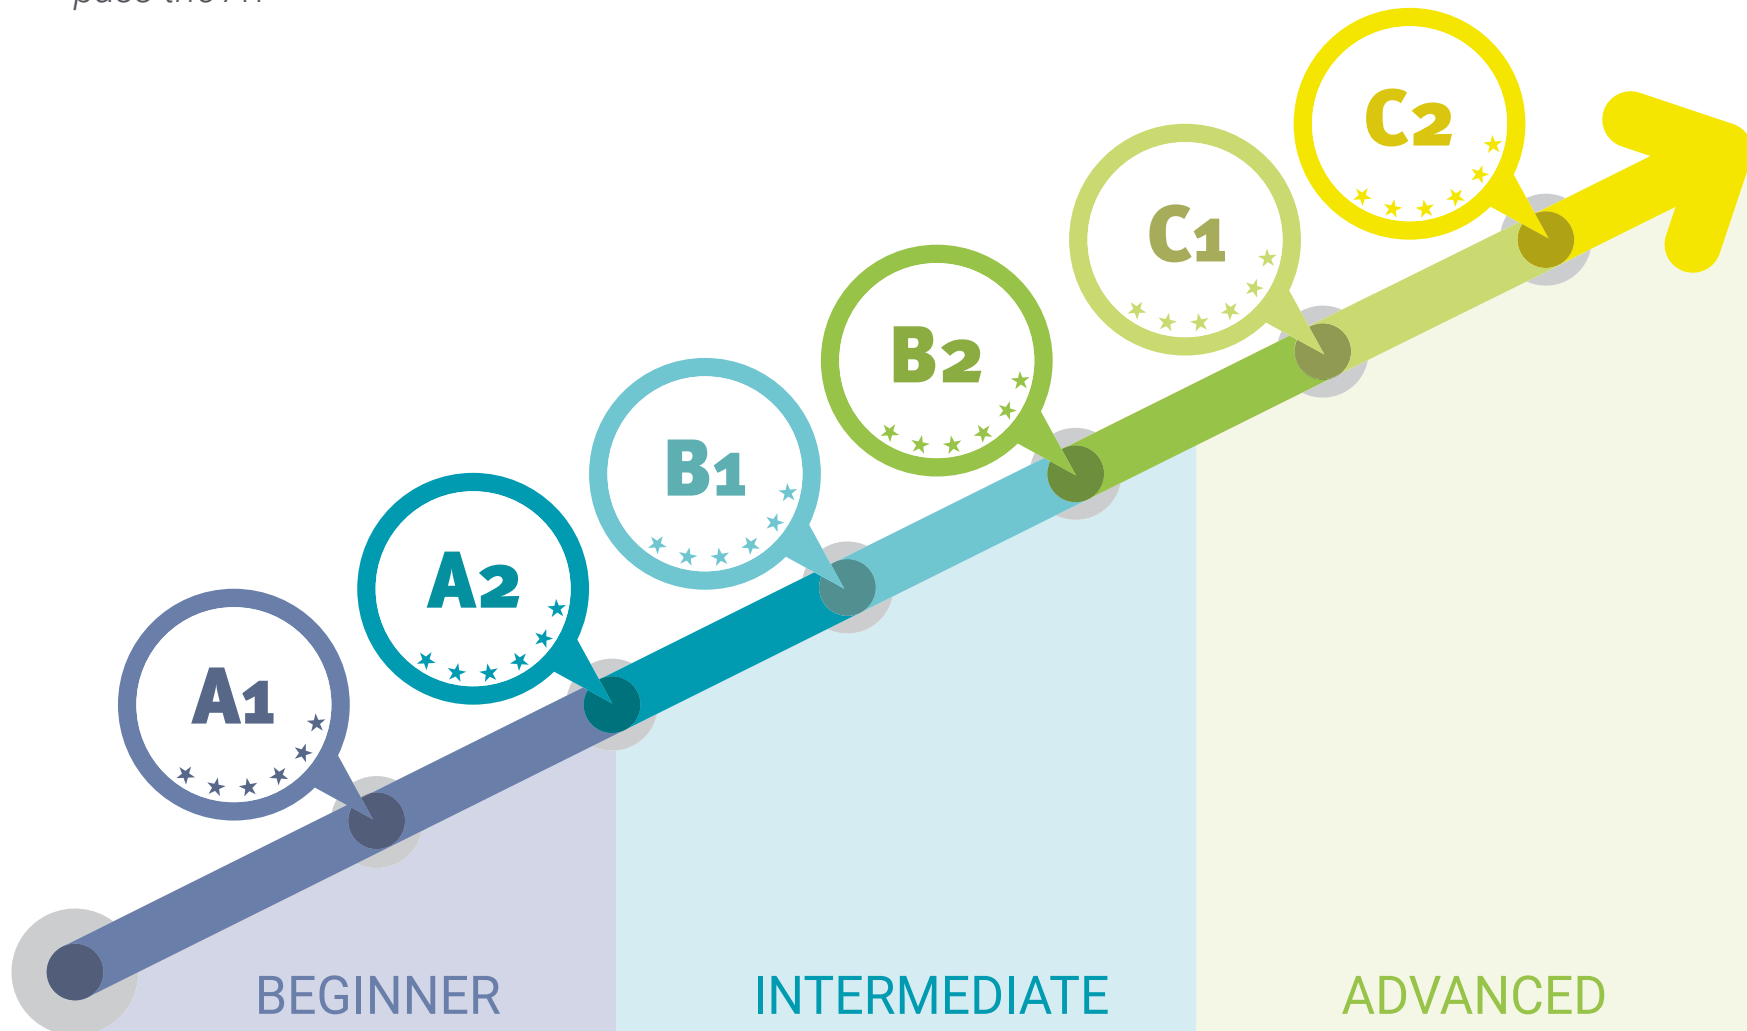 A1
A2
B1
B2
C1
C2
BEGINNER
INTERMEDIATE
ADVANCED